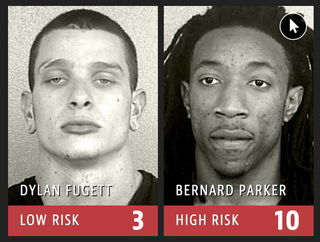 DYLAN FUGETT
LOW RISK 3
BERNARD PARKER
HIGH RISK 10